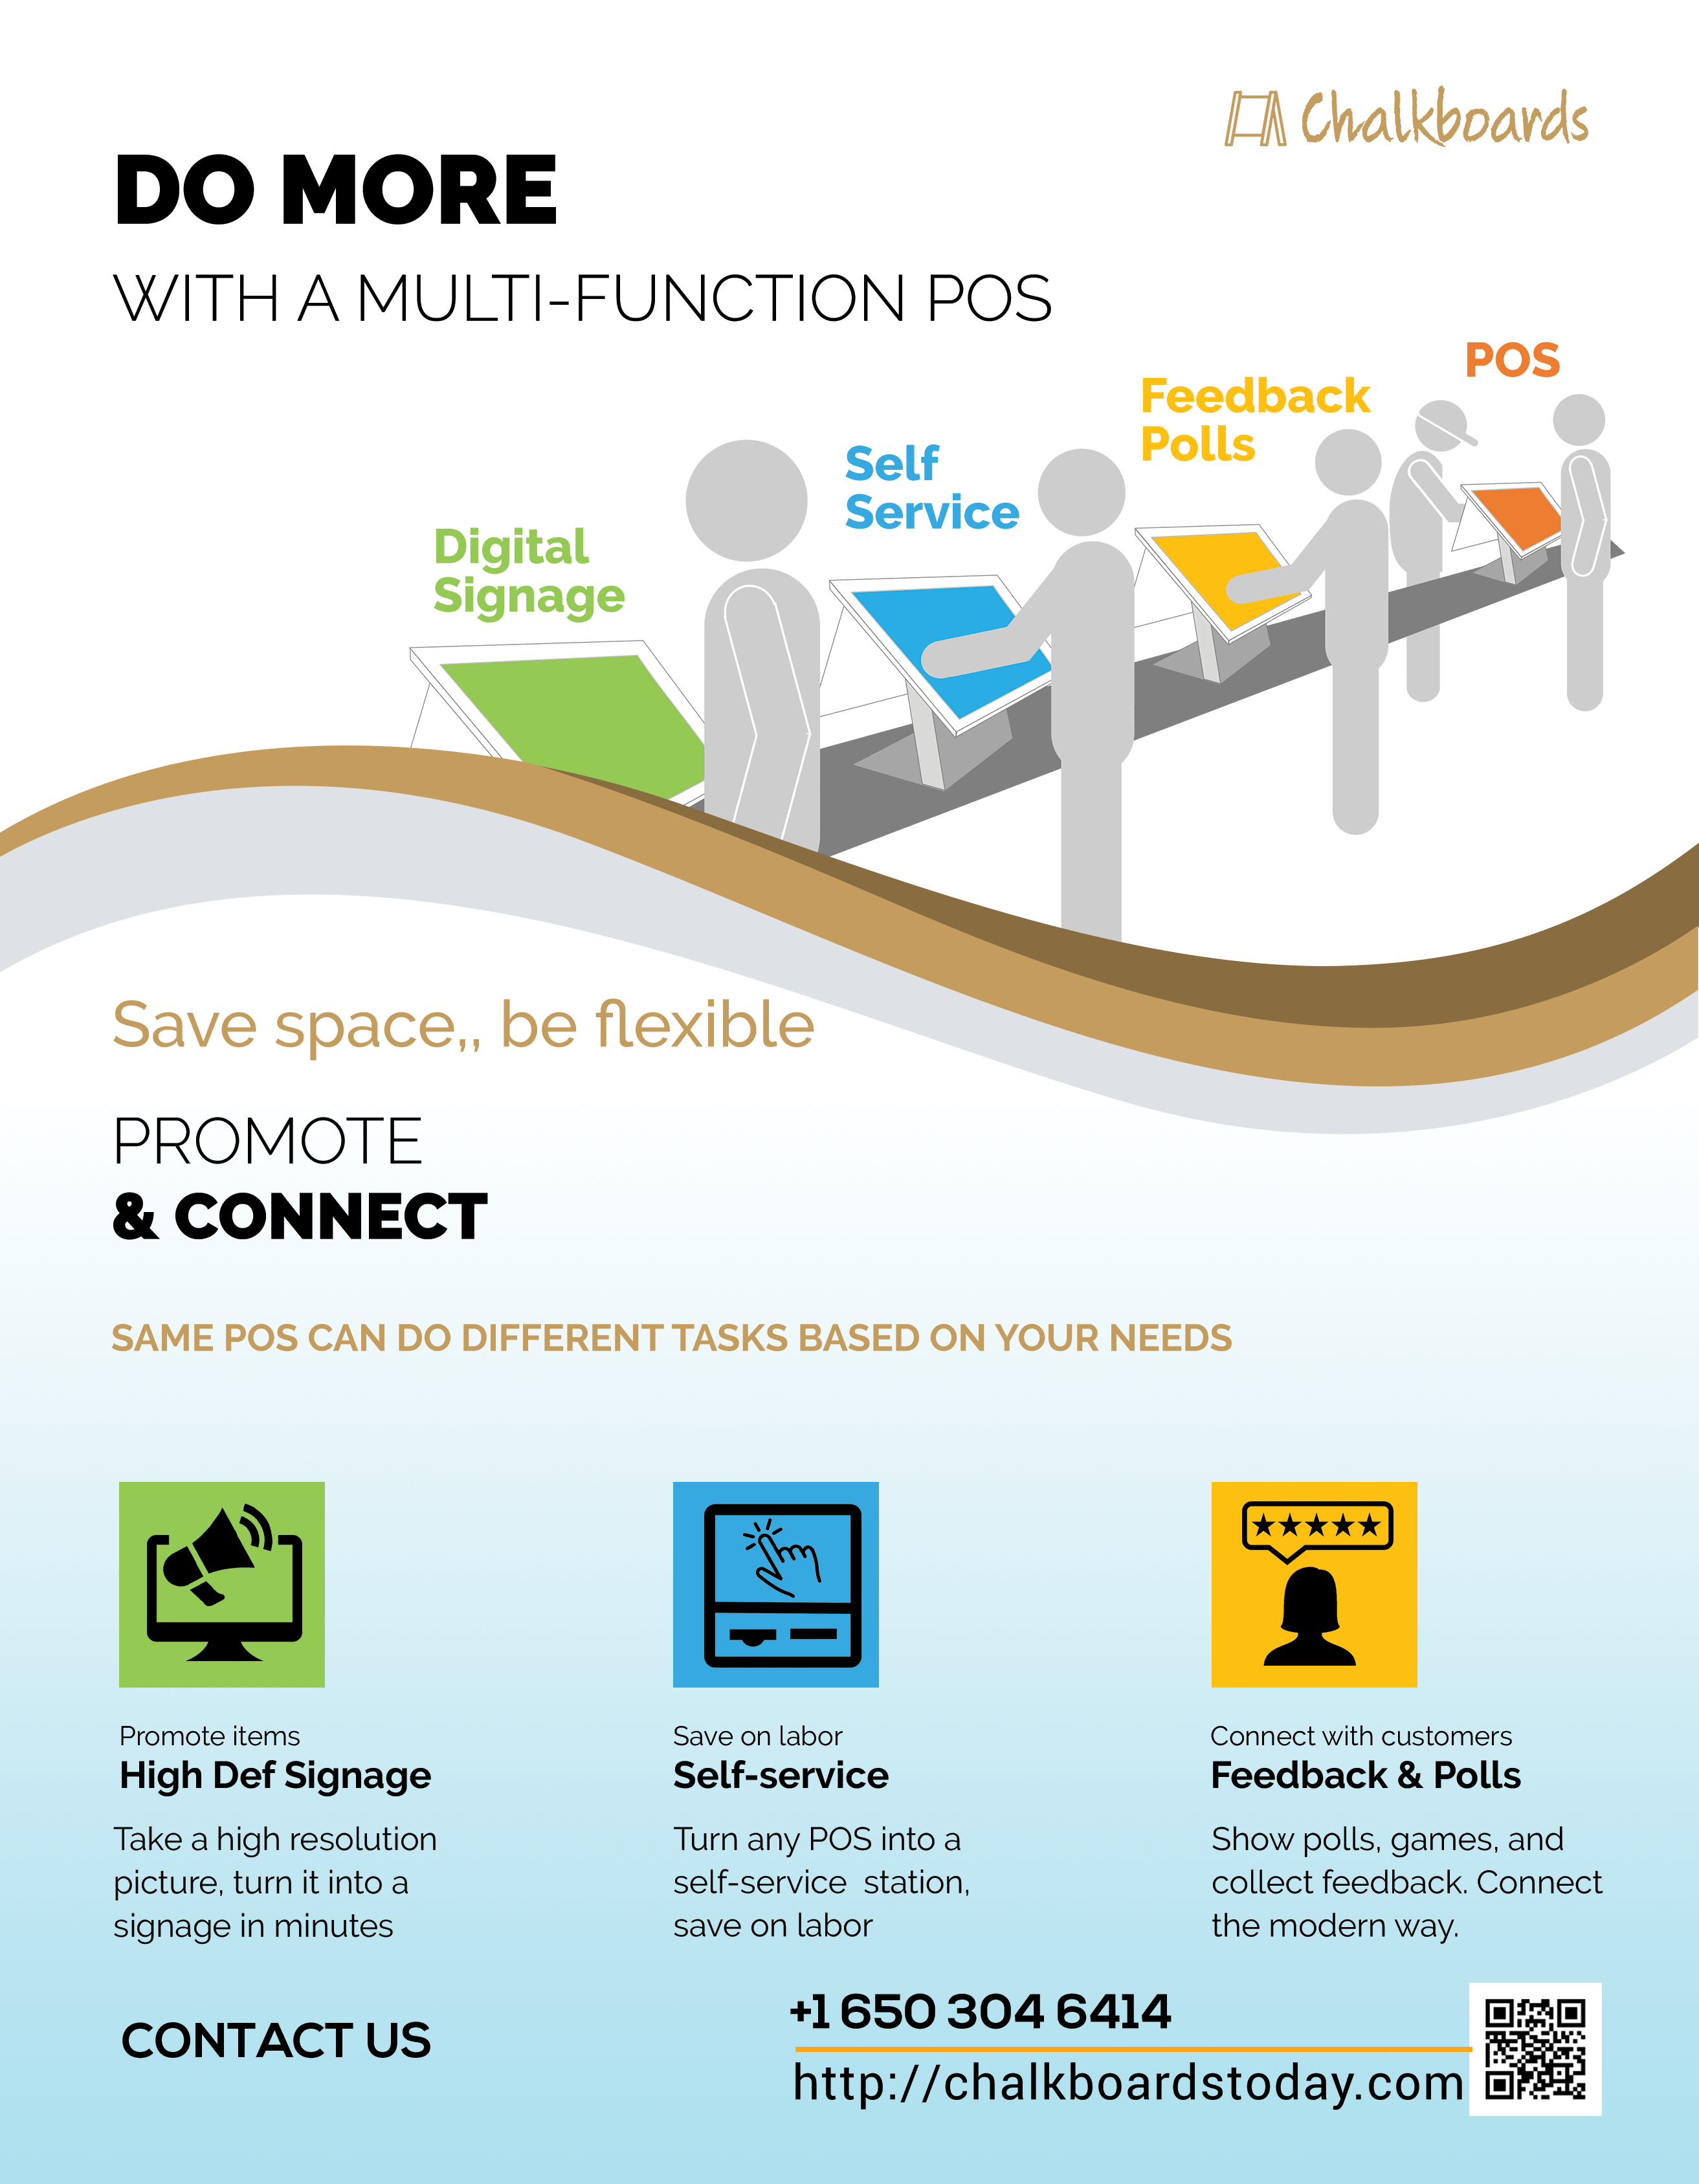 Chalkboards
DO MORE
WITH A MULTI-FUNCTION POS
POS
Feedback
Polls
Self
Service
Digital
Signage
Save space,, be flexible
PROMOTE
& CONNECT
SAME POS CAN DO DIFFERENT TASKS BASED ON YOUR NEEDS
Promote items
High Def Signage
Take a high resolution
picture, turn it into a
signage in minutes
Save on labor
Self-service
Turn any POS into a
self-service  station,
save on labor
Connect with customers
Feedback & Polls
Show polls, games, and
collect feedback. Connect
the modern way.
CONTACT US
+1 650 304 6414
http://chalkboardstoday.com